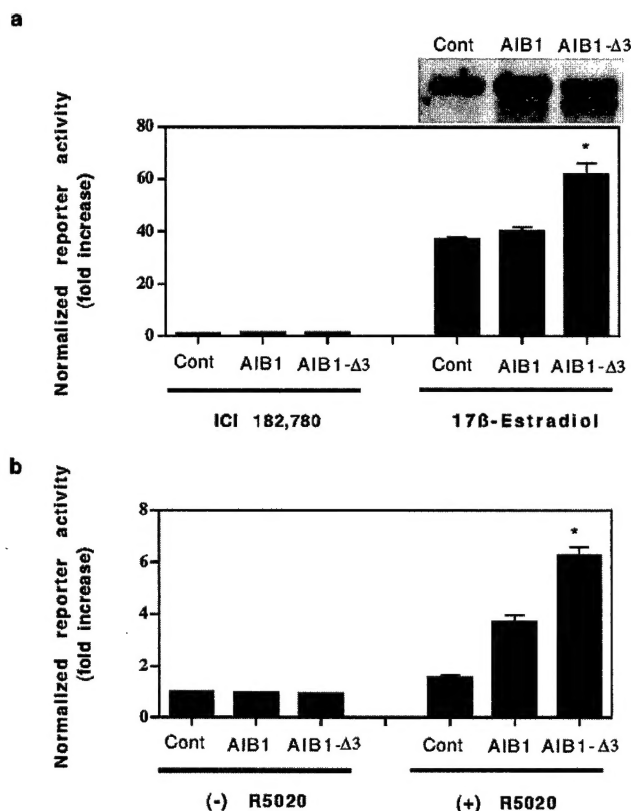 a
Cont AIB1 AIB1-Δ3
Normalized reporter activity
(fold increase)
80
60
40
20
0
*
Cont AIB1 AIB1-Δ3 Cont AIB1 AIB1-Δ3
ICI 182,780 17ß-Estradiol
b
Normalized reporter activity
(fold increase)
8
6
4
2
0
*
Cont AIB1 AIB1-Δ3 Cont AIB1 AIB1-Δ3
(-) R5020 (+) R5020